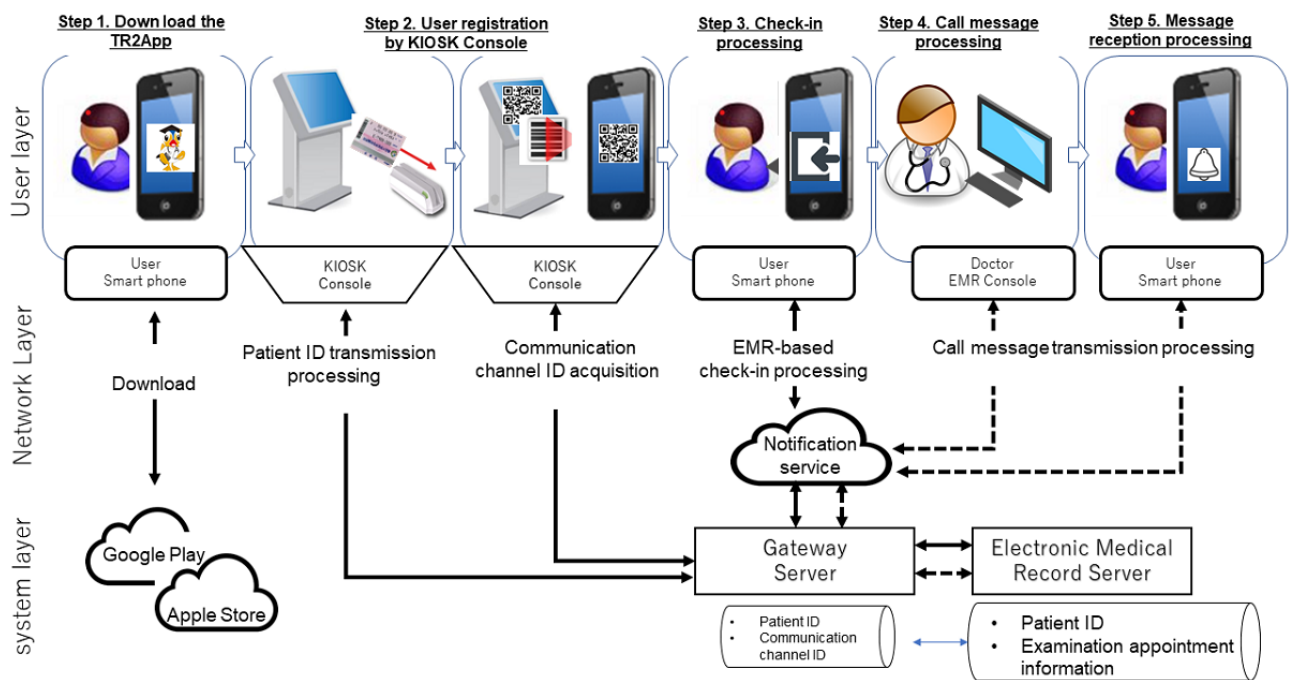 Step 1. Down load the
TR2App
Step 2. User registration
by KIOSK Console
Step 3. Check-in
processing
Step 4. Call message
processing
Step 5. Message
reception processing
User layer
User
Smart phone
KIOSK
Console
KIOSK
Console
User
Smart phone
Doctor
EMR Console
User
Smart phone
Network Layer
Download
Patient ID transmission
processing
Communication
channel ID acquisition
EMR-based
check-in processing
Call message transmission processing
Notification
service
system layer
Google Play
Apple Store
Gateway
Server
Electronic Medical
Record Server
• Patient ID
• Communication
channel ID
• Patient ID
• Examination appointment
information